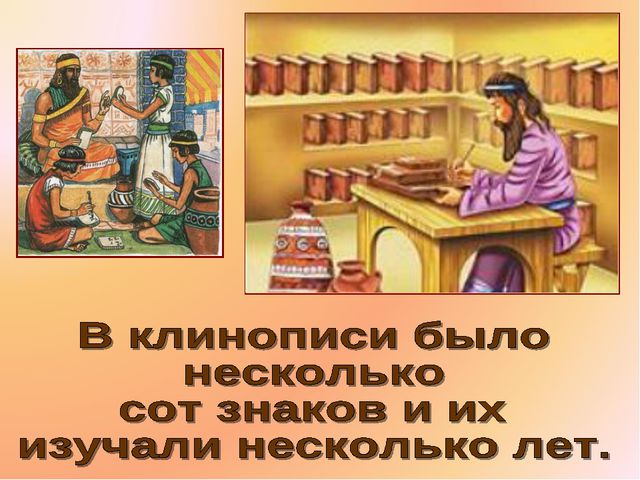 В клинописи было
несколько
сот знаков и их
изучали несколько лет.